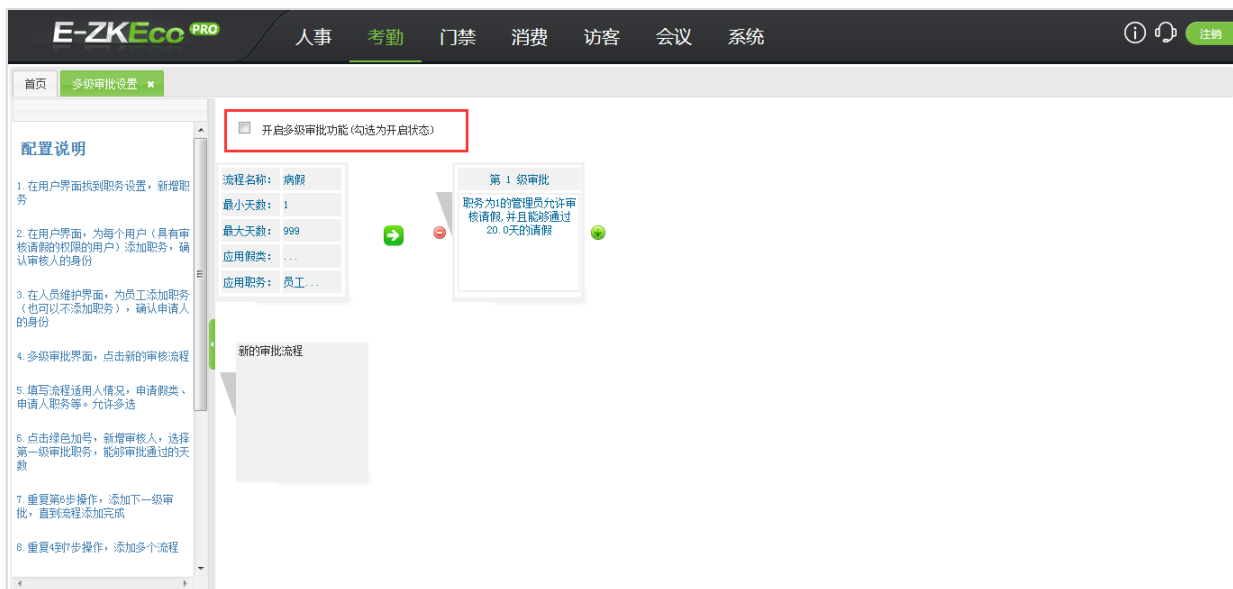 E-ZKEco PRO
人事 考勤 门禁 消费 访客 会议 系统
注销
首页 多级审批设置
开启多级审批功能(勾选为开启状态)
配置说明
1.在用户界面找到职务设置，新增职
务
2.在用户界面，为每个用户（具有审
核请假的权限的用户）添加职务，确
认审核人的身份
3.在人员维护界面，为员工添加职务
（也可以不添加职务），确认申请人
的身份
4.多级审批界面，点击新的审核流程
5.填写流程适用人情况，申请假类、
申请人职务等。允许多选
6.点击绿色加号，新增审核人，选择
第一级审批职务，能够审批通过的天
数
7.重复第6步操作，添加下一级审
批，直到流程添加完成
8.重复4到7步操作，添加多个流程
流程名称： 病假
最小天数： 1
最大天数： 999
应用假类： ...
应用职务： 员工...
第 1 级审批
职务为1的管理员允许审
核请假,并且能够通过
20.0天的请假
新的审批流程